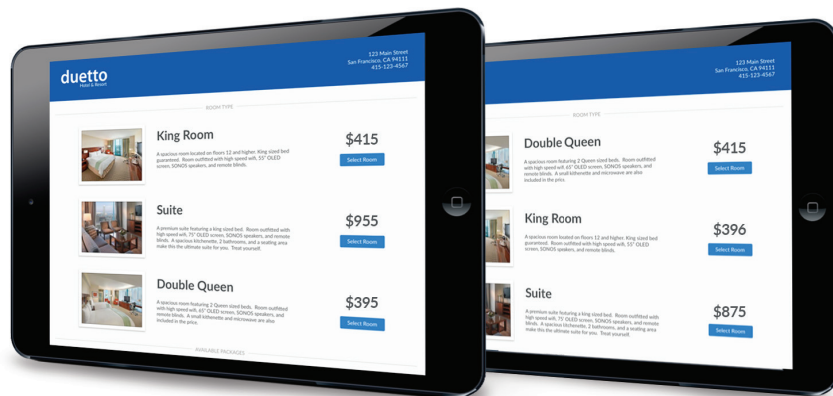 duetto
Hotel & Resort
123 Main Street
San Francisco, CA 94111
415-123-4567
ROOM TYPE
King Room
A spacious room located on floors 12 and higher. King sized bed
guaranteed. Room outfitted with high speed wifi, 55" OLED
screen, SONOS speakers, and remote blinds.
$415
Select Room
Suite
A premium suite featuring a king sized bed. Room outfitted with
high speed wifi, 75" OLED screen, SONOS speakers, and remote
blinds. A spacious kitchenette, 2 bathrooms, and a seating area
make this the ultimate suite for you. Treat yourself.
$955
Select Room
Double Queen
A spacious room featuring 2 Queen sized beds. Room outfitted
with high speed wifi, 65" OLED screen, SONOS speakers, and
remote blinds. A small kithenette and microwave are also
included in the price.
$395
Select Room
AVAILABLE PACKAGES
123 Main Street
San Francisco, CA 94111
415-123-4567
ROOM TYPE
Double Queen
A spacious room featuring 2 Queen sized beds. Room outfitted
with high speed wifi, 65" OLED screen, SONOS speakers, and
remote blinds. A small kithenette and microwave are also
included in the price.
$415
Select Room
King Room
A spacious room located on floors 12 and higher. King sized bed
guaranteed. Room outfitted with high speed wifi, 55" OLED
screen, SONOS speakers, and remote blinds.
$396
Select Room
Suite
A premium suite featuring a king sized bed. Room outfitted with
high speed wifi, 75" OLED screen, SONOS speakers, and remote
blinds. A spacious kitchenette, 2 bathrooms, and a seating area
make this the ultimate suite for you. Treat yourself.
$875
Select Room